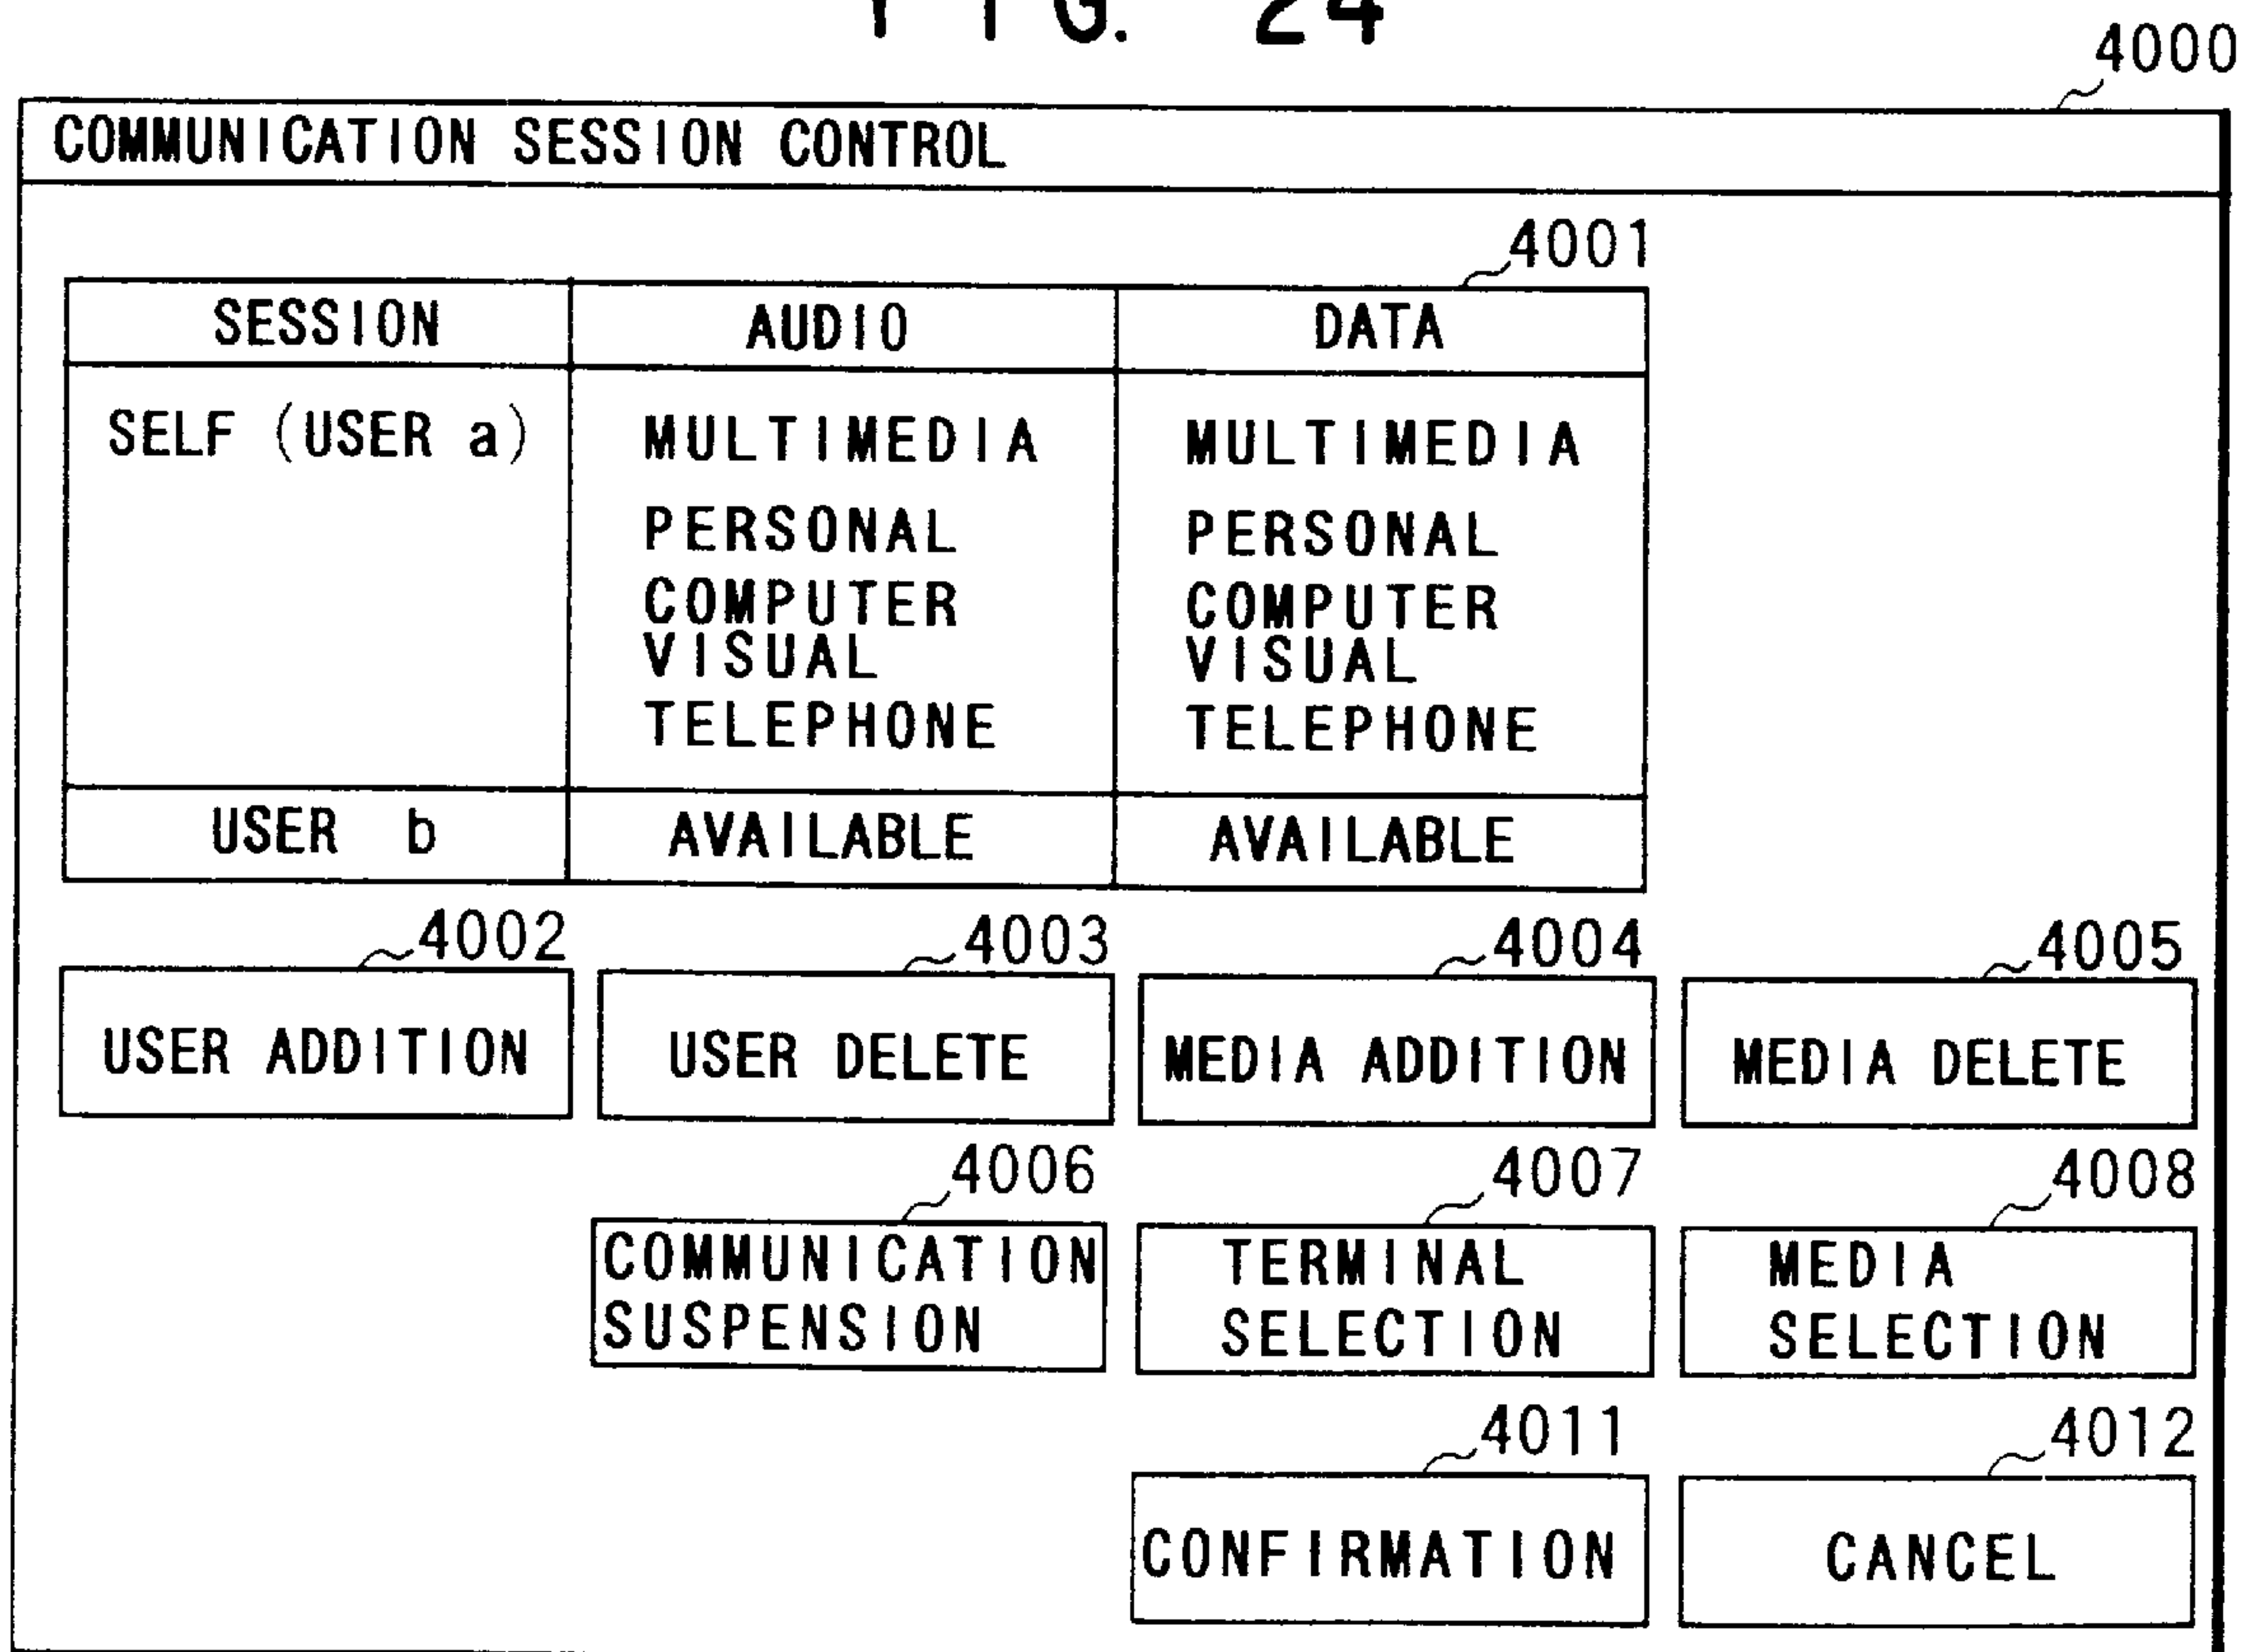 FIG. 24
4000
COMMUNICATION SESSION CONTROL
4001
SESSION AUDIO DATA
SELF (USER a) MULTIMEDIA MULTIMEDIA
PERSONAL PERSONAL
COMPUTER COMPUTER
VISUAL VISUAL
TELEPHONE TELEPHONE
USER b AVAILABLE AVAILABLE
4002 4003 4004 4005
USER ADDITION USER DELETE MEDIA ADDITION MEDIA DELETE
4006 4007 4008
COMMUNICATION TERMINAL MEDIA
SUSPENSION SELECTION SELECTION
4011 4012
CONFIRMATION CANCEL